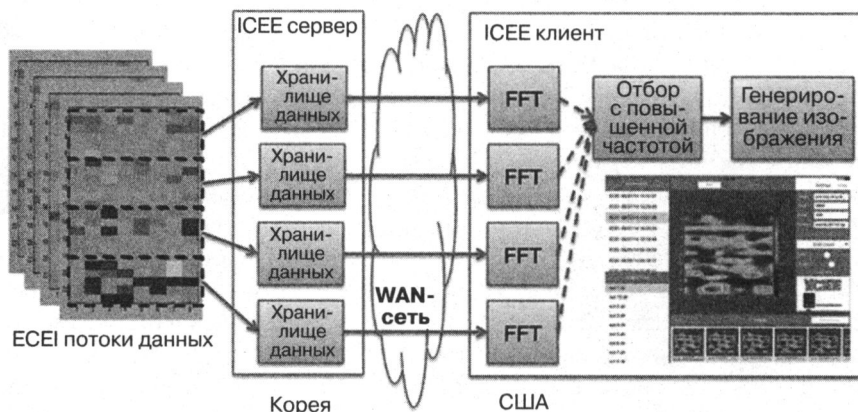 ICEE сервер
ICEE клиент
Храни-
лище
данных
FFT
Отбор
с повы-
шенной
частотой
Генериро-
вание изо-
бражения
Храни-
лище
данных
FFT
Храни-
лище
данных
FFT
WAN-
сеть
Храни-
лище
данных
FFT
ECEI потоки данных
Корея
США